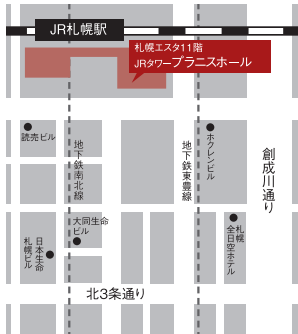 JR札幌駅
札幌エスタ11階
JRタワープラニスホール
読売ビル
地下鉄南北線
地下鉄東豊線
ホクレンビル
創成川通り
大同生命
ビル
日本生命
札幌ビル
札幌
全日空ホテル
北3条通り